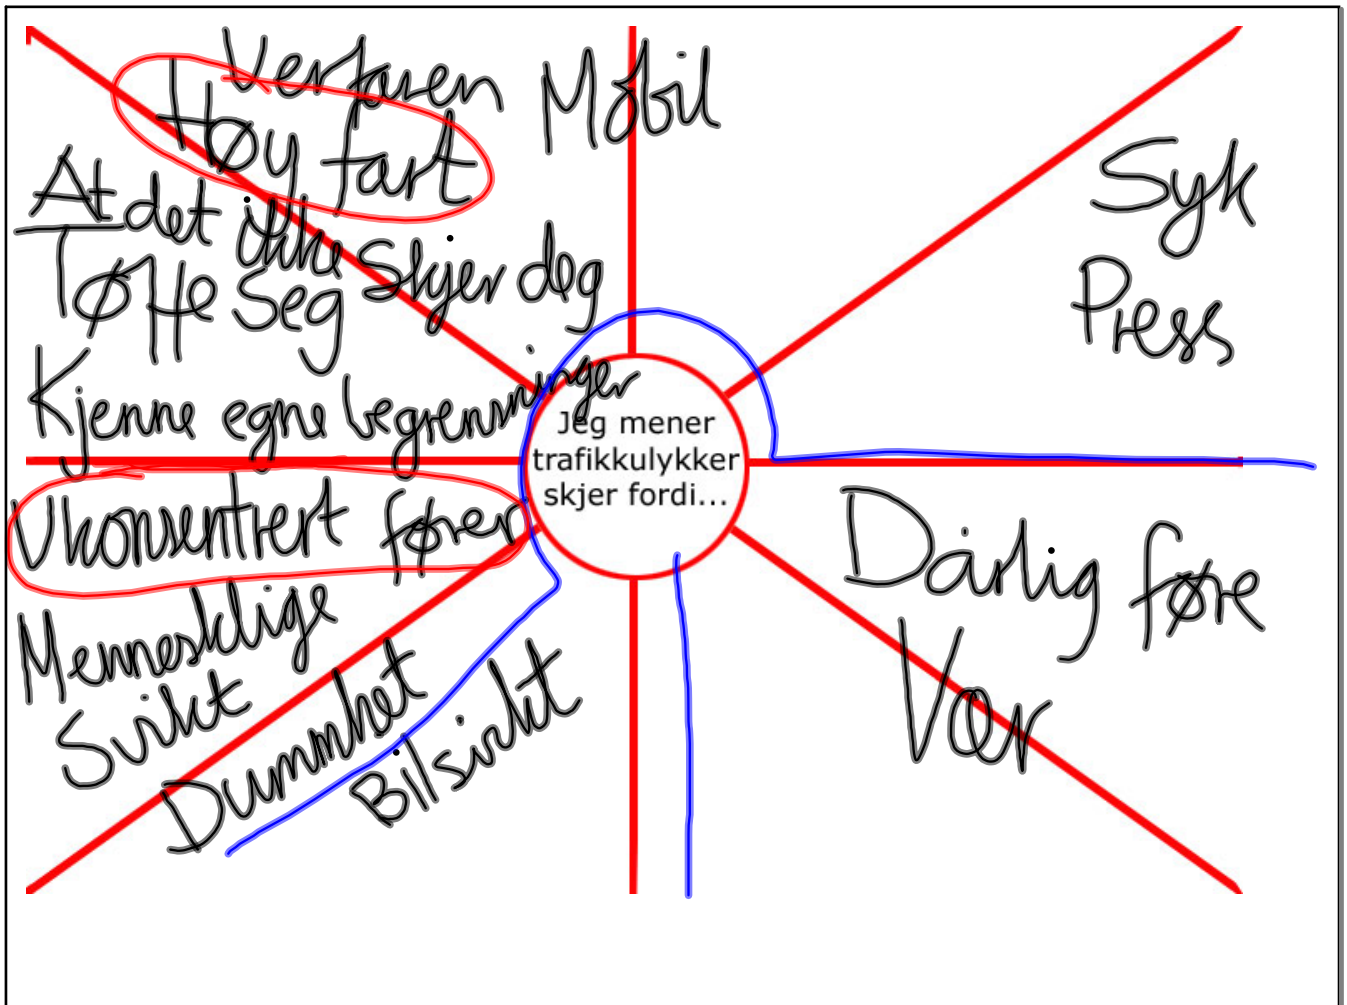 Uerfaren
Mobil
Høy fart
At det ikke skjer deg
Tøffe seg
Kjenne egne begrensninger
Syk
Press
Jeg mener
trafikkulykker
skjer fordi...
Ukonsentrert fører
Mennesklige
Svikt
Dummhet
Bilsvikt
Dårlig føre
Vær